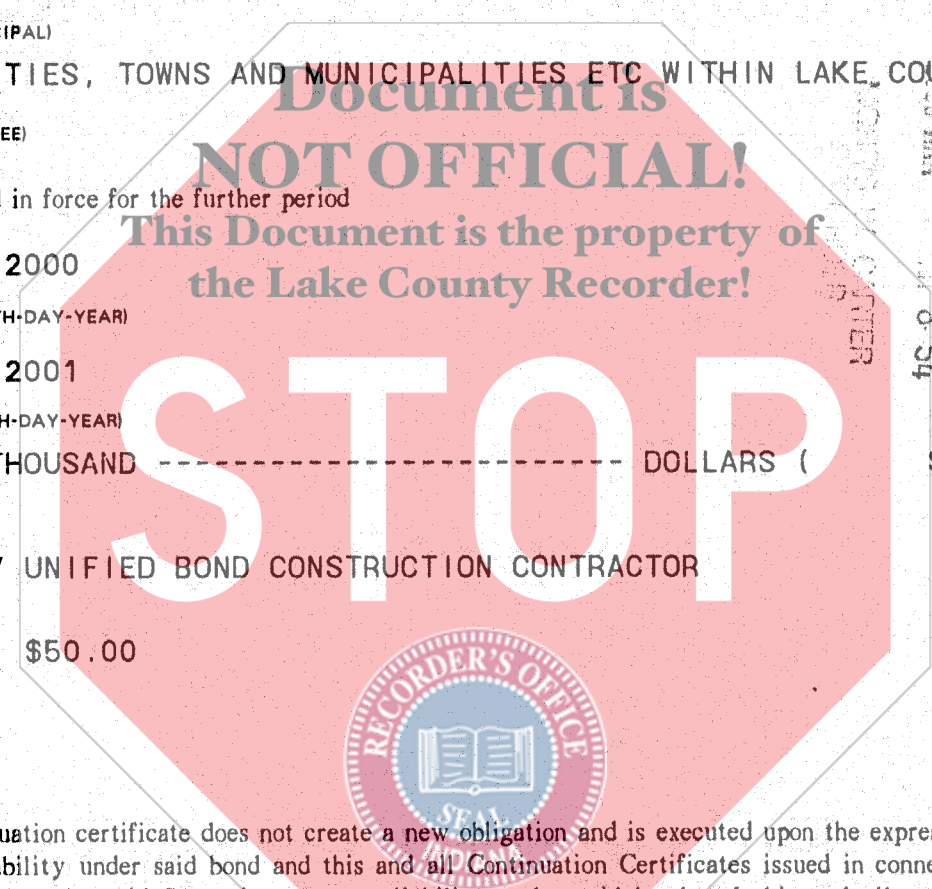 IPAL)
TIES, TOWNS AND MUNICIPALITIES ETC WITHIN LAKE COU
Document is
EE)
NOT OFFICIAL!
in force for the further period
This Document is the property of
2000
the Lake County Recorder!
H-DAY-YEAR)
2001
H-DAY-YEAR)
STOP
THOUSAND ------------------------------ DOLLARS (
UNIFIED BOND CONSTRUCTION CONTRACTOR
$50.00
RECORDER'S OFFICE
SEAL
INDIANA
uation certificate does not create a new obligation and is executed upon the expre
bility under said bond and this and all Continuation Certificates issued in conne